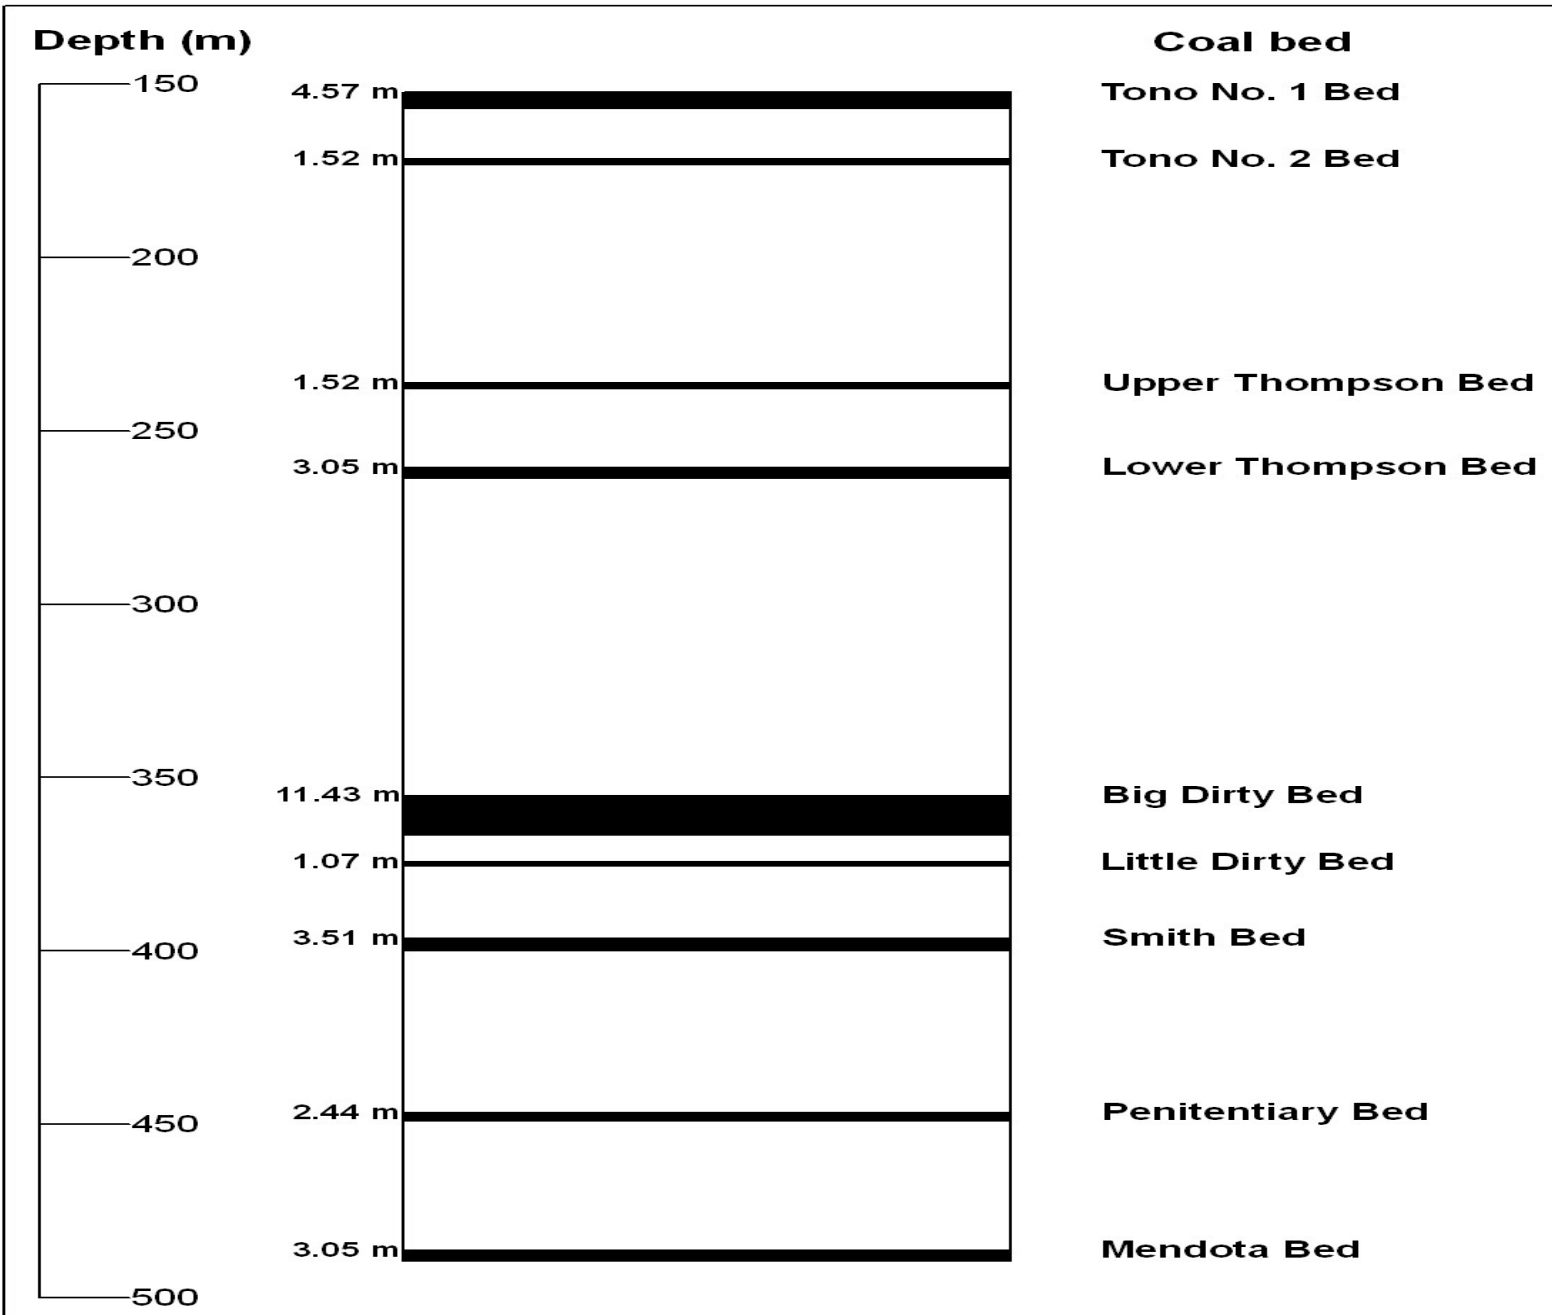 Depth (m) Coal bed
150 4.57 m Tono No. 1 Bed
1.52 m Tono No. 2 Bed
200
1.52 m Upper Thompson Bed
250
3.05 m Lower Thompson Bed
300
350
11.43 m Big Dirty Bed
1.07 m Little Dirty Bed
3.51 m Smith Bed
400
2.44 m Penitentiary Bed
450
3.05 m Mendota Bed
500